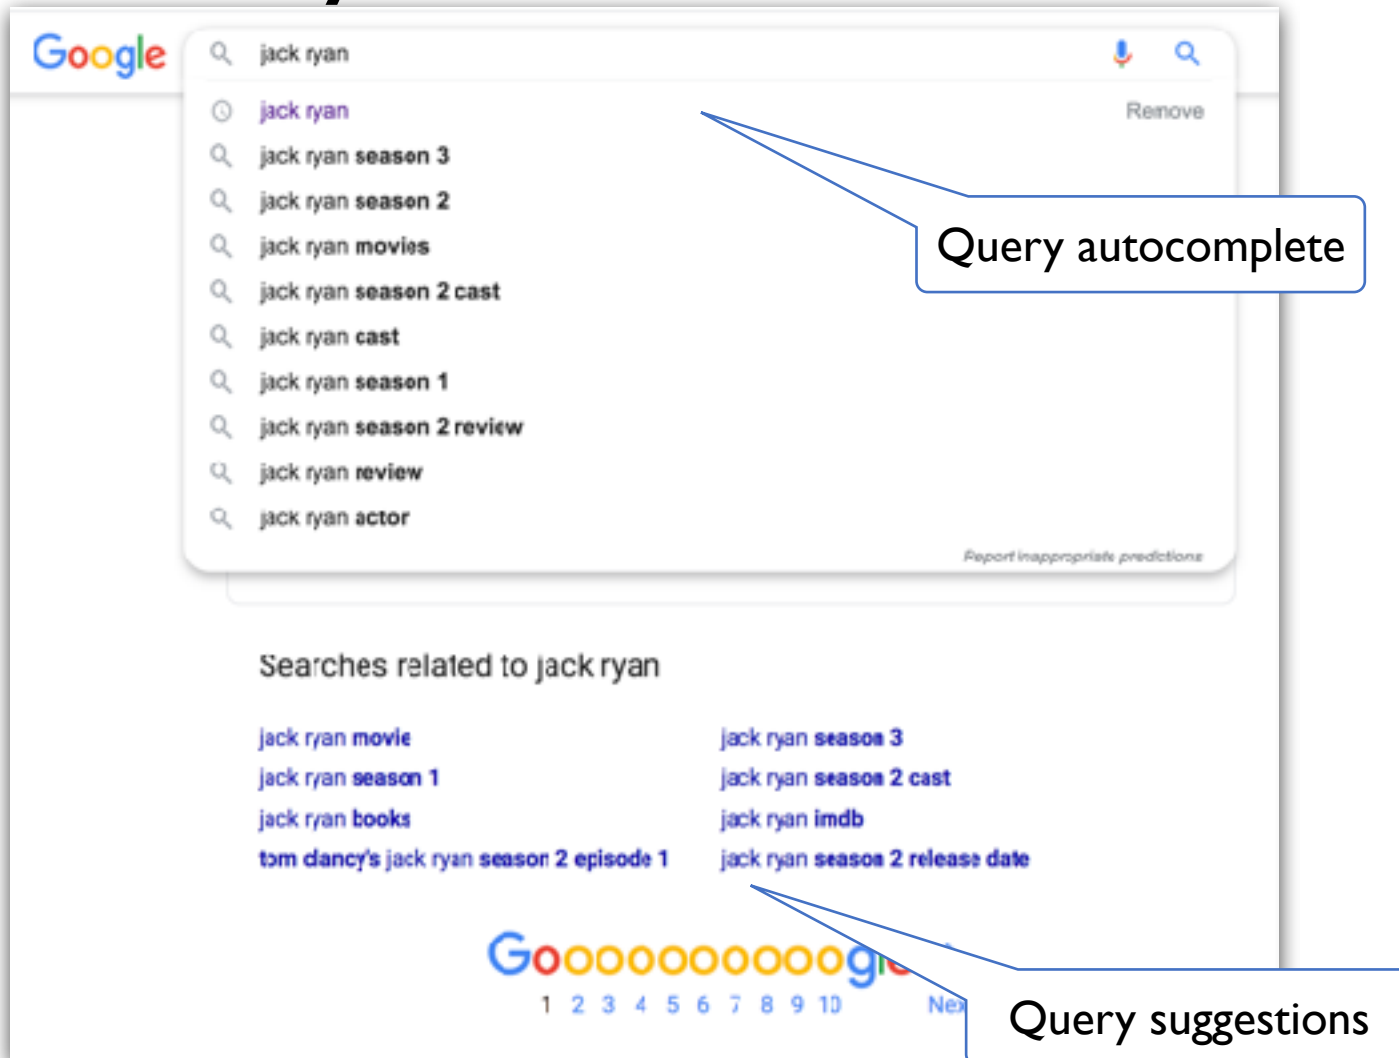 Google jack ryan
jack ryan Remove
jack ryan season 3
jack ryan season 2
jack ryan movies
Query autocomplete
jack ryan season 2 cast
jack ryan cast
jack ryan season 1
jack ryan season 2 review
jack ryan review
jack ryan actor
Report inappropriate predictions
Searches related to jack ryan
jack ryan movie jack ryan season 3
jack ryan season 1 jack ryan season 2 cast
jack ryan books jack ryan imdb
tom clancy's jack ryan season 2 episode 1 jack ryan season 2 release date
Goooooooooogle
1 2 3 4 5 6 7 8 9 10
Query suggestions